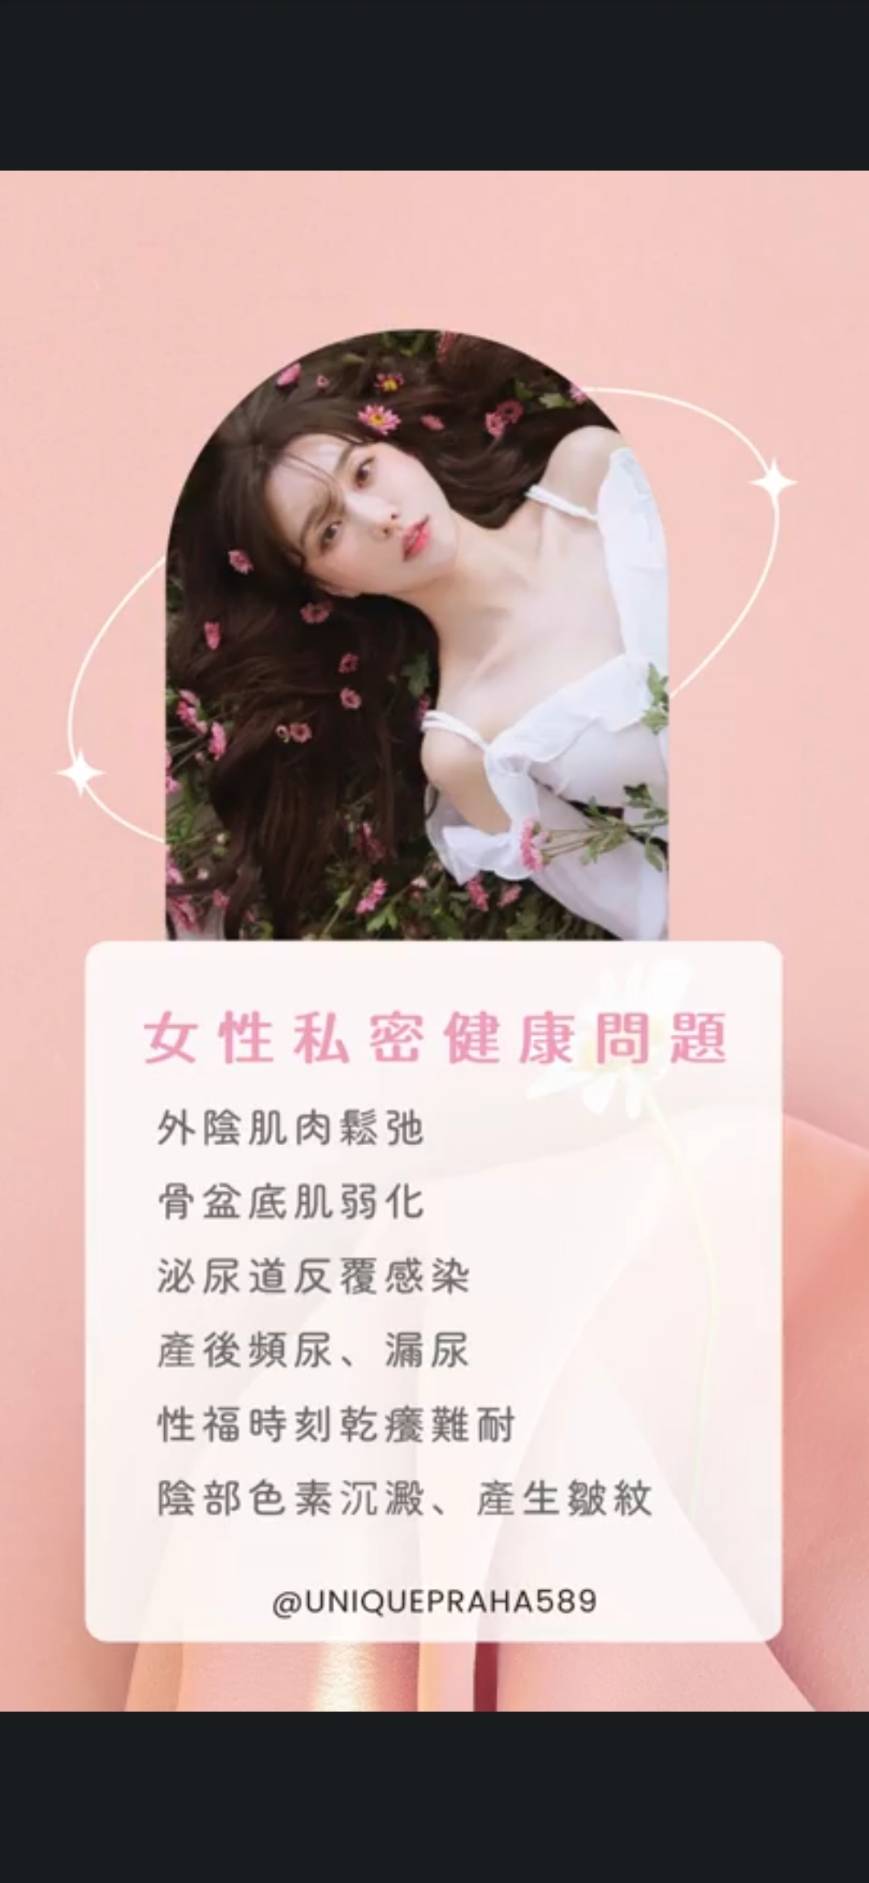 女性私密健康問題
外陰肌肉鬆弛
骨盆底肌弱化
泌尿道反覆感染
產後頻尿、漏尿
性福時刻乾癢難耐
陰部色素沉澱、產生皺紋
@UNIQUEPRAHA589